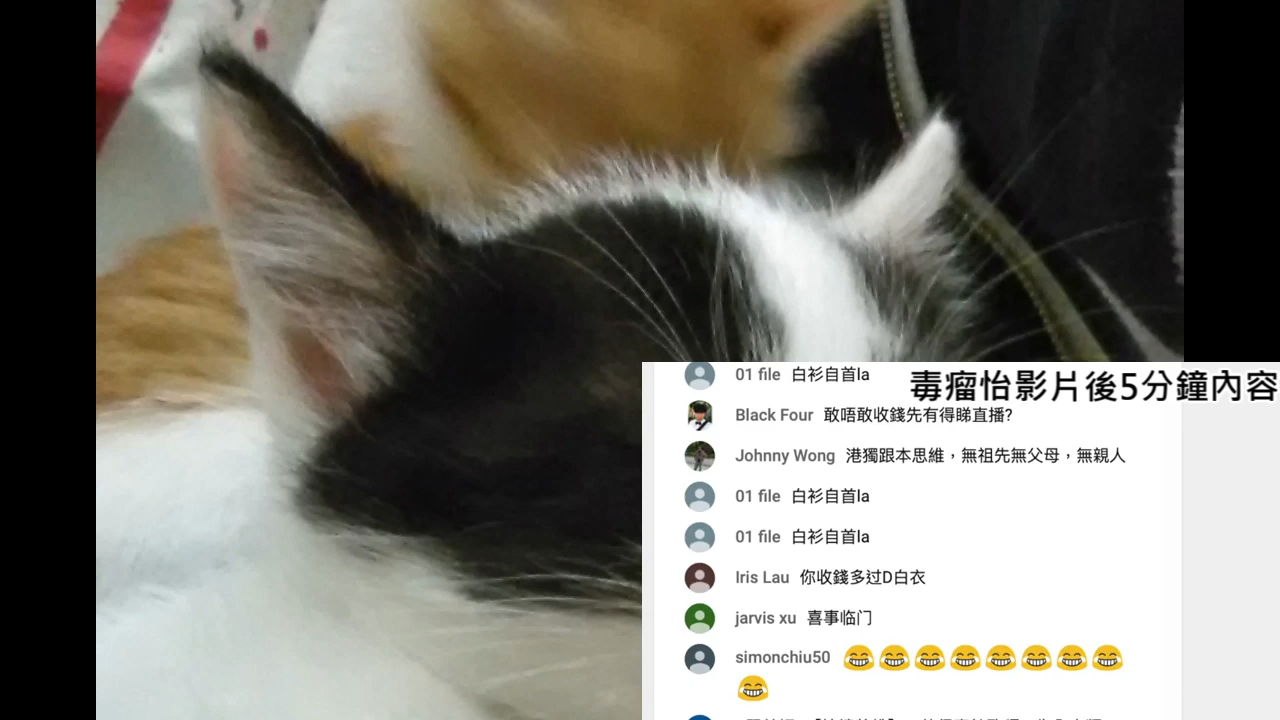 毒瘤怡影片後5分鐘內容
01 file 白衫自首la
Black Four 敢唔敢收錢先有得睇直播?
Johnny Wong 港獨跟本思維，無祖先無父母，無親人
01 file 白衫自首la
01 file 白衫自首la
Iris Lau 你收錢多过D白衣
jarvis xu 喜事临门
simonchiu50 😂😂😂😂😂😂😂😂
😂